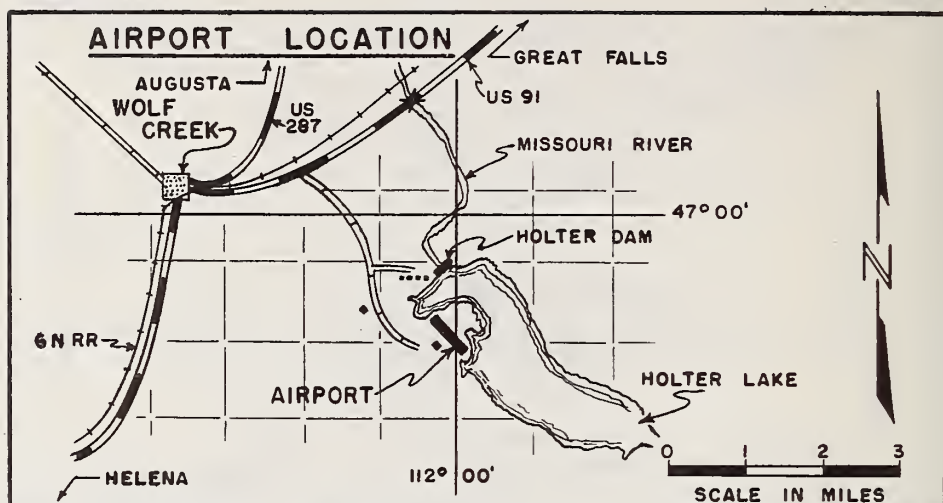 AIRPORT LOCATION
GREAT FALLS
AUGUSTA
US 91
WOLF
CREEK
US
287
MISSOURI RIVER
47° 00'
HOLTER DAM
N
GN RR
AIRPORT
HOLTER LAKE
0 1 2 3
112° 00'
HELENA
SCALE IN MILES